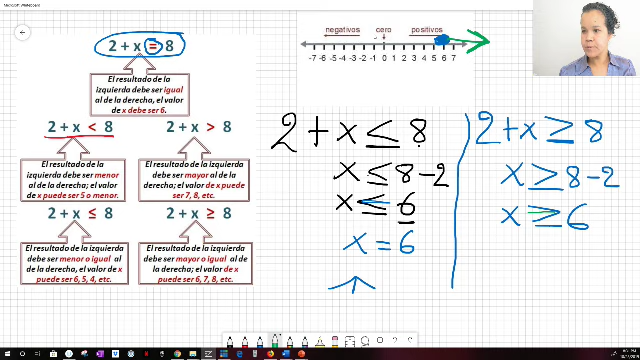 Microsoft Whiteboard
2 + x = 8
El resultado de la
izquierda debe ser igual
al de la derecha, el valor
de x debe ser 6.
2 + x < 8
El resultado de la
izquierda debe ser menor
al de la derecha; el valor
de x puede ser 5 o menor.
2 + x > 8
El resultado de la izquierda
debe ser mayor al de la
derecha, el valor de x puede ser
7, 8, etc.
2 + x ≤ 8
El resultado de la izquierda
debe ser menor o igual al
de la derecha, el valor de x
puede ser 6, 5, 4, etc.
2 + x ≥ 8
El resultado de la izquierda
debe ser mayor o igual al
de la derecha; el valor de x
puede ser 6, 7, 8, etc.
negativos cero positivos
-7 -6 -5 -4 -3 -2 -1 0 1 2 3 4 5 6 7
2 + x ≤ 8
x ≤ 8 - 2
x ≤ 6
x = 6
2 + x ≥ 8
x ≥ 8 - 2
x ≥ 6